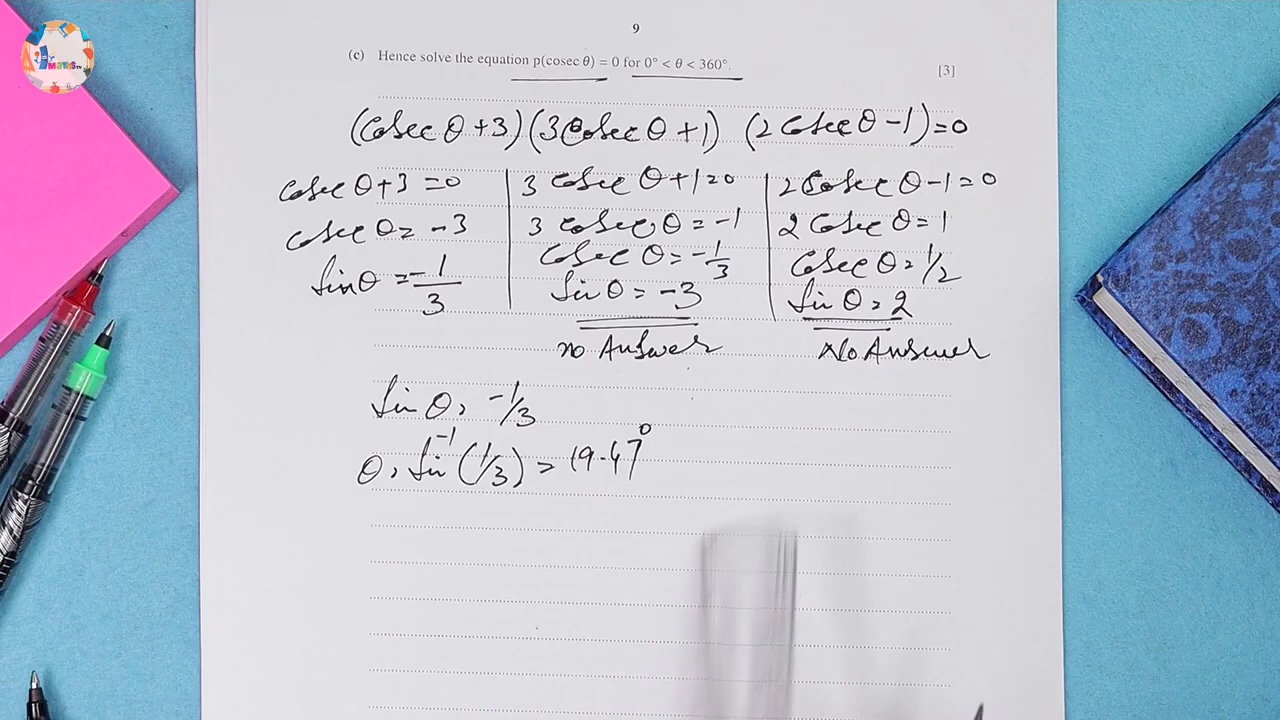 9
(c) Hence solve the equation p(cosec θ) = 0 for 0° < θ < 360°.
[3]
(Cosec θ + 3) (3 Cosec θ + 1) (2 Cosec θ - 1) = 0
Cosec θ + 3 = 0
Cosec θ = -3
Sin θ = -1/3
3 Cosec θ + 1 = 0
3 Cosec θ = -1
Cosec θ = -1/3
Sin θ = -3
no Answer
2 Cosec θ - 1 = 0
2 Cosec θ = 1
Cosec θ = 1/2
Sin θ = 2
No Answer
Sin θ = -1/3
θ = Sin⁻¹ (1/3) = 19.47°